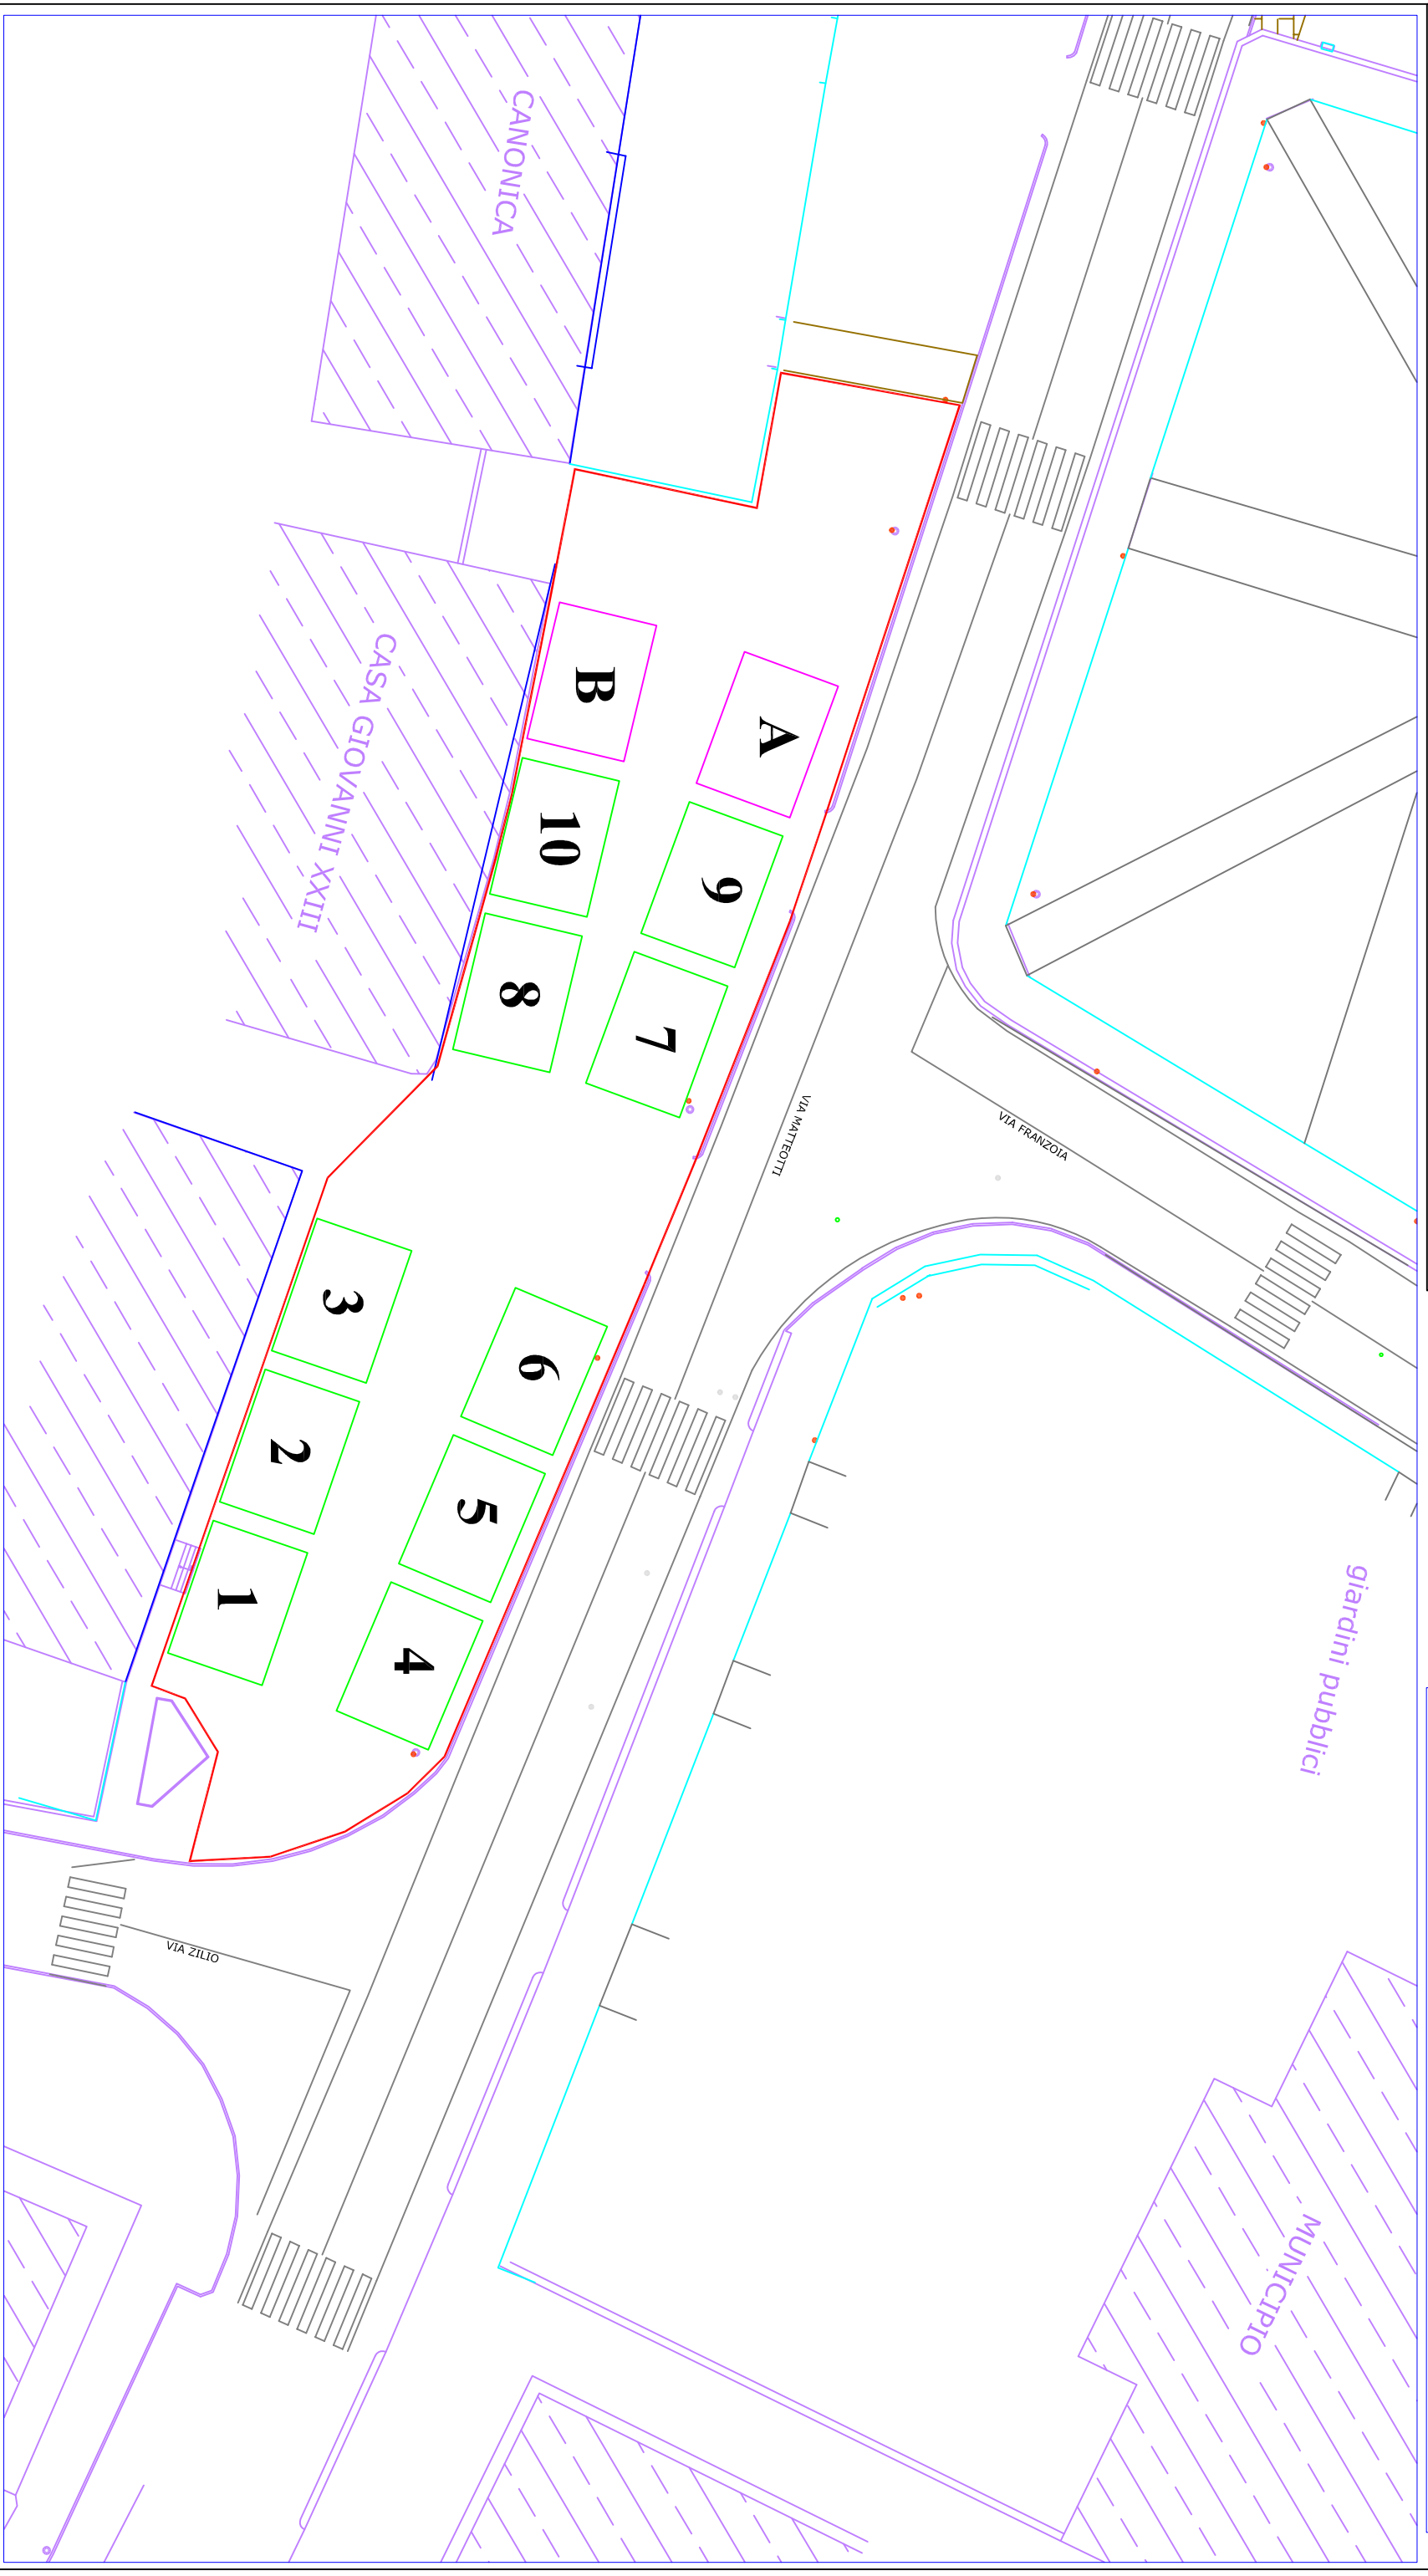 CANONICA
CASA GIOVANNI XXIII
B
A
10
9
8
7
VIA MATTEOTTI
VIA FRANZOIA
3
6
2
5
1
4
giardini pubblici
VIA ZILIO
MUNICIPIO